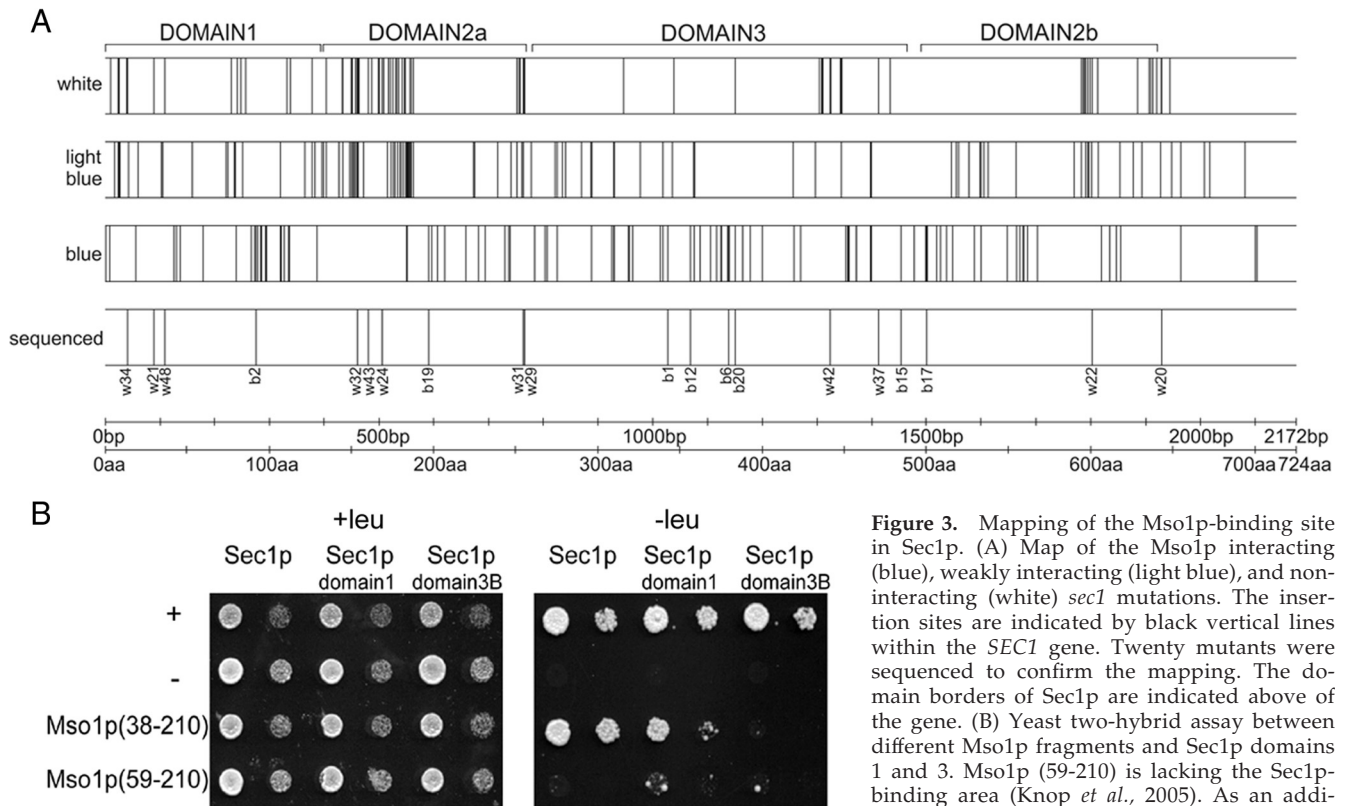 A
DOMAIN1 DOMAIN2a DOMAIN3 DOMAIN2b
white
light
blue
blue
sequenced
w34 w21 w48 b2 w32 w43 w24 b19 w31 w29 b1 b12 b6 b20 w42 w37 b15 b17 w22 w20
0bp 500bp 1000bp 1500bp 2000bp 2172bp
0aa 100aa 200aa 300aa 400aa 500aa 600aa 700aa 724aa
B
+leu -leu
Sec1p Sec1p Sec1p Sec1p Sec1p Sec1p
domain1 domain3B domain1 domain3B
+
-
Mso1p(38-210)
Mso1p(59-210)
Figure 3. Mapping of the Mso1p-binding site
in Sec1p. (A) Map of the Mso1p interacting
(blue), weakly interacting (light blue), and non-
interacting (white) sec1 mutations. The inser-
tion sites are indicated by black vertical lines
within the SEC1 gene. Twenty mutants were
sequenced to confirm the mapping. The do-
main borders of Sec1p are indicated above of
the gene. (B) Yeast two-hybrid assay between
different Mso1p fragments and Sec1p domains
1 and 3. Mso1p (59-210) is lacking the Sec1p-
binding area (Knop et al., 2005). As an addi-